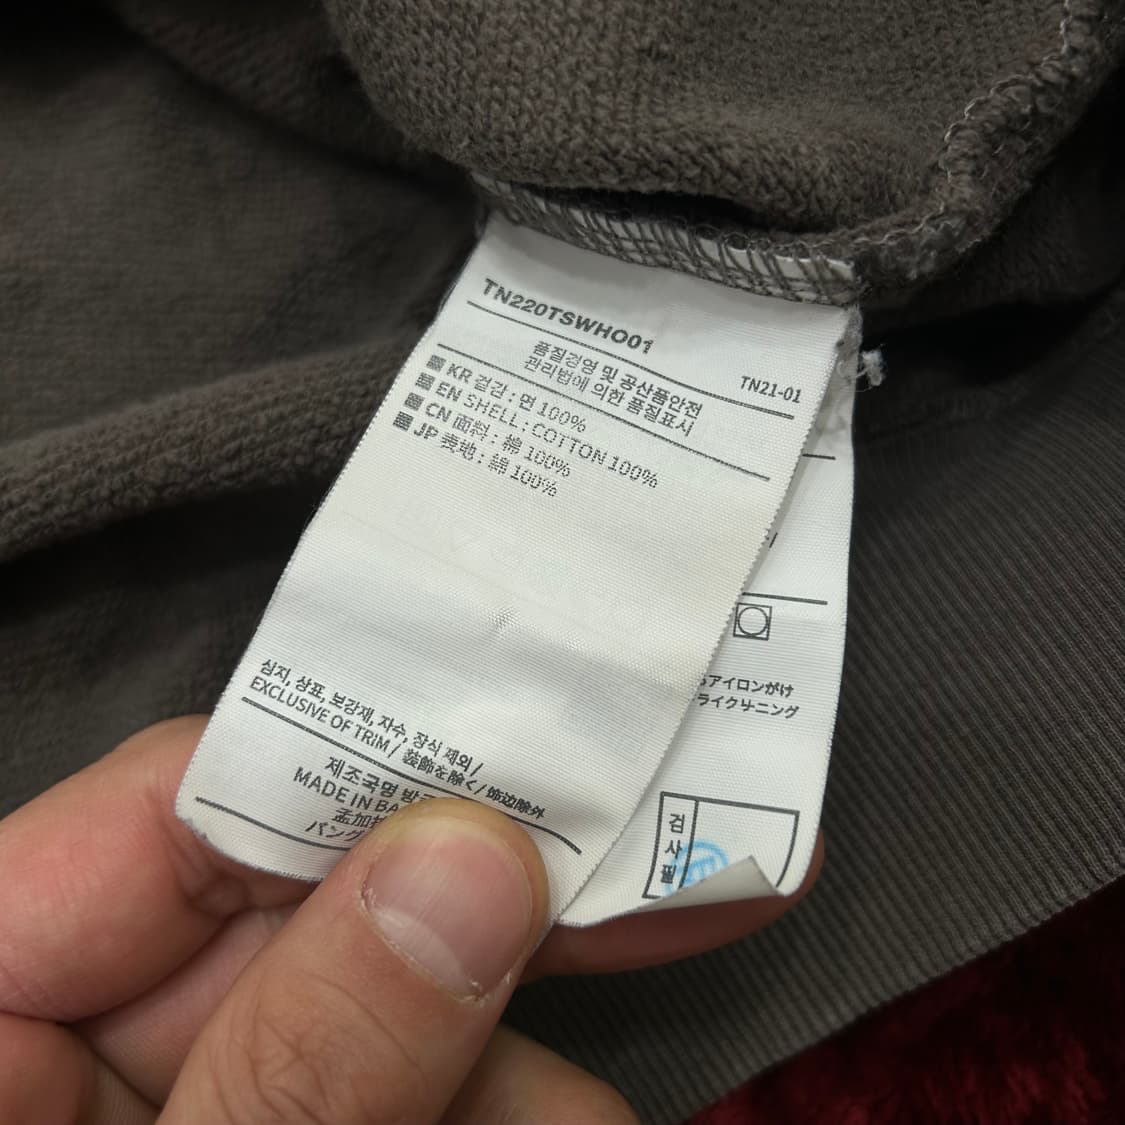 TN220TSWHO01
품질경영 및 공산품안전
관리법에 의한 품질표시
TN21-01
KR 겉감 : 면 100%
EN SHELL : COTTON 100%
CN 面料 : 棉 100%
JP 表地 : 綿 100%
심지, 상표, 보강재, 자수, 장식 제외 /
EXCLUSIVE OF TRIM / 装飾を除く / 饰边除外
제조국명
MADE IN
アイロンがけ
ライクリーニング
검사필